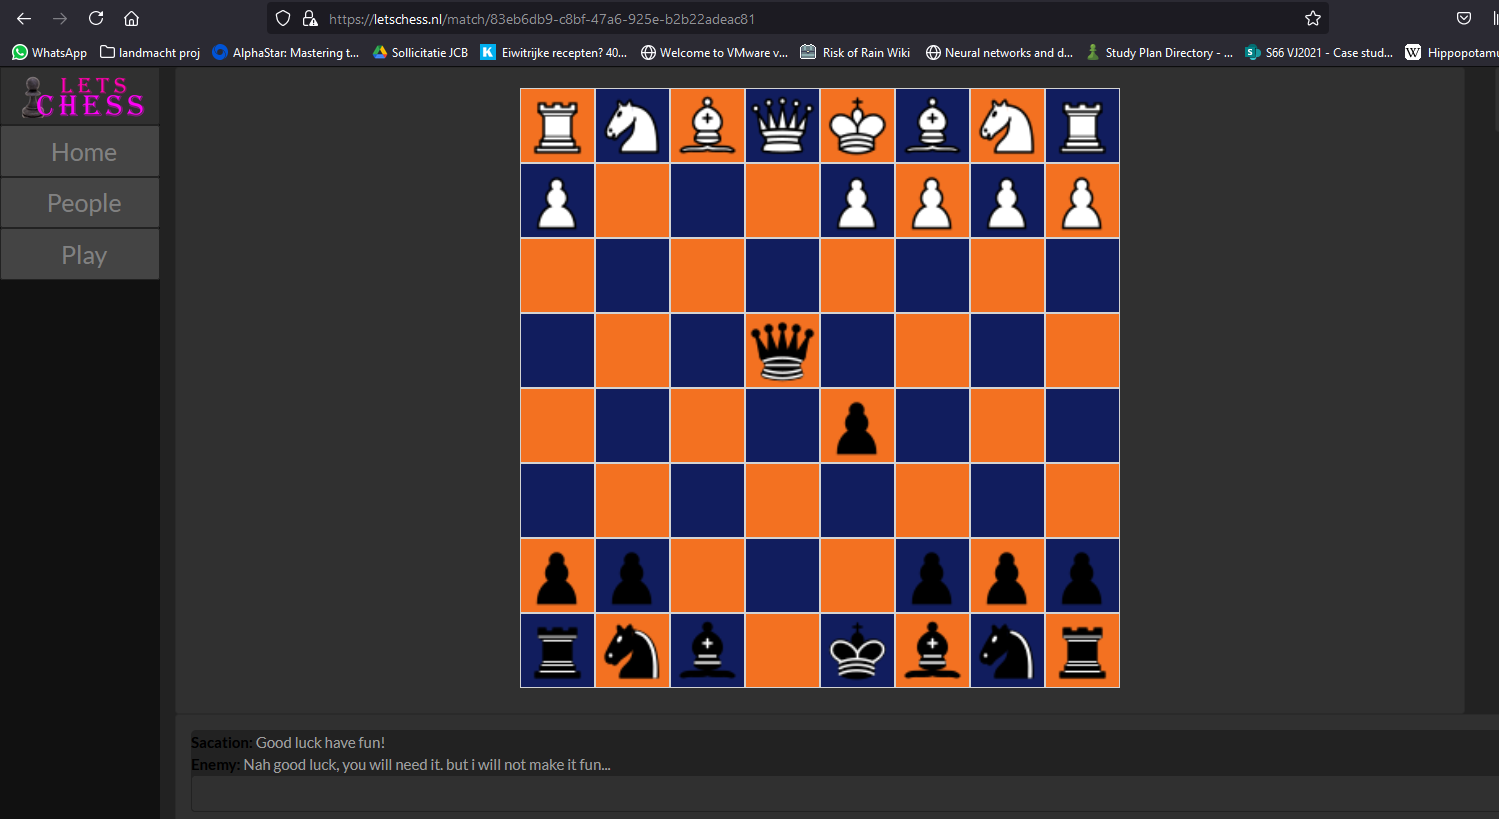 https://letschess.nl/match/83eb6db9-c8bf-47a6-925e-b2b22adeac81
WhatsApp landmacht proj AlphaStar: Mastering t... Sollicitatie JCB Eiwitrijke recepten? 40... Welcome to VMware v... Risk of Rain Wiki Neural networks and d... Study Plan Directory - ... S66 VJ2021 - Case stud... Hippopotamu
LETS
CHESS
Home
People
Play
Sacation: Good luck have fun!
Enemy: Nah good luck, you will need it. but i will not make it fun...